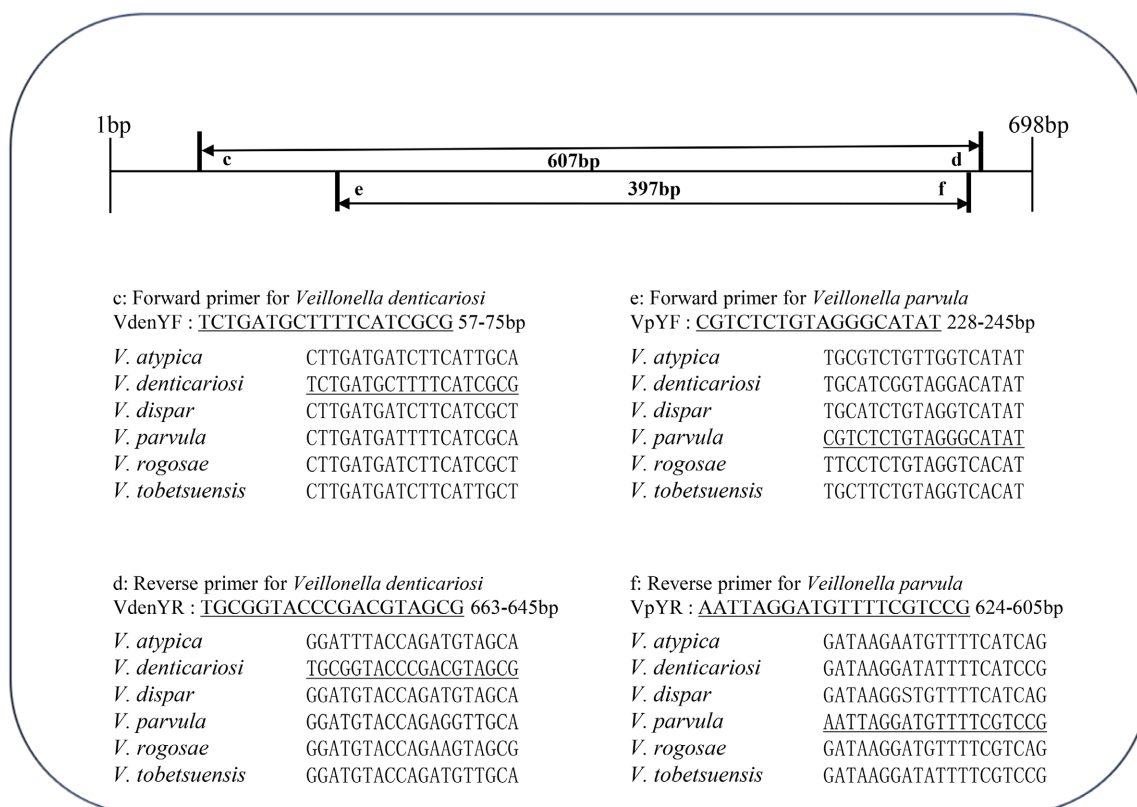 1bp
698bp
c
607bp
d
e
397bp
f
c: Forward primer for Veillonella denticariosi
VdenYF : TCTGATGCTTTTCATCGCG 57-75bp
V. atypica CTTGATGATCTTCATTGCA
V. denticariosi TCTGATGCTTTTCATCGCG
V. dispar CTTGATGATCTTCATCGCT
V. parvula CTTGATGATTTTCATCGCA
V. rogosae CTTGATGATCTTCATCGCT
V. tobetsuensis CTTGATGATCTTCATTGCT
e: Forward primer for Veillonella parvula
VpYF : CGTCTCTGTAGGGCATAT 228-245bp
V. atypica TGCGTCTGTTGGTCATAT
V. denticariosi TGCATCGGTAGGACATAT
V. dispar TGCATCTGTAGGTCATAT
V. parvula CGTCTCTGTAGGGCATAT
V. rogosae TTCCTCTGTAGGTCACAT
V. tobetsuensis TGCTTCTGTAGGTCACAT
d: Reverse primer for Veillonella denticariosi
VdenYR : TGCGGTACCCGACGTAGCG 663-645bp
V. atypica GGATTTACCAGATGTAGCA
V. denticariosi TGCGGTACCCGACGTAGCG
V. dispar GGATGTACCAGATGTAGCA
V. parvula GGATGTACCAGAGGTTGCA
V. rogosae GGATGTACCAGAAGTAGCG
V. tobetsuensis GGATGTACCAGATGTTGCA
f: Reverse primer for Veillonella parvula
VpYR : AATTAGGATGTTTTCGTCCG 624-605bp
V. atypica GATAAGAATGTTTTCATCAG
V. denticariosi GATAAGGATATTTTCATCCG
V. dispar GATAAGGSTGTTTTCATCAG
V. parvula AATTAGGATGTTTTCGTCCG
V. rogosae GATAAGGATGTTTTCGTCAG
V. tobetsuensis GATAAGGATATTTTCGTCCG